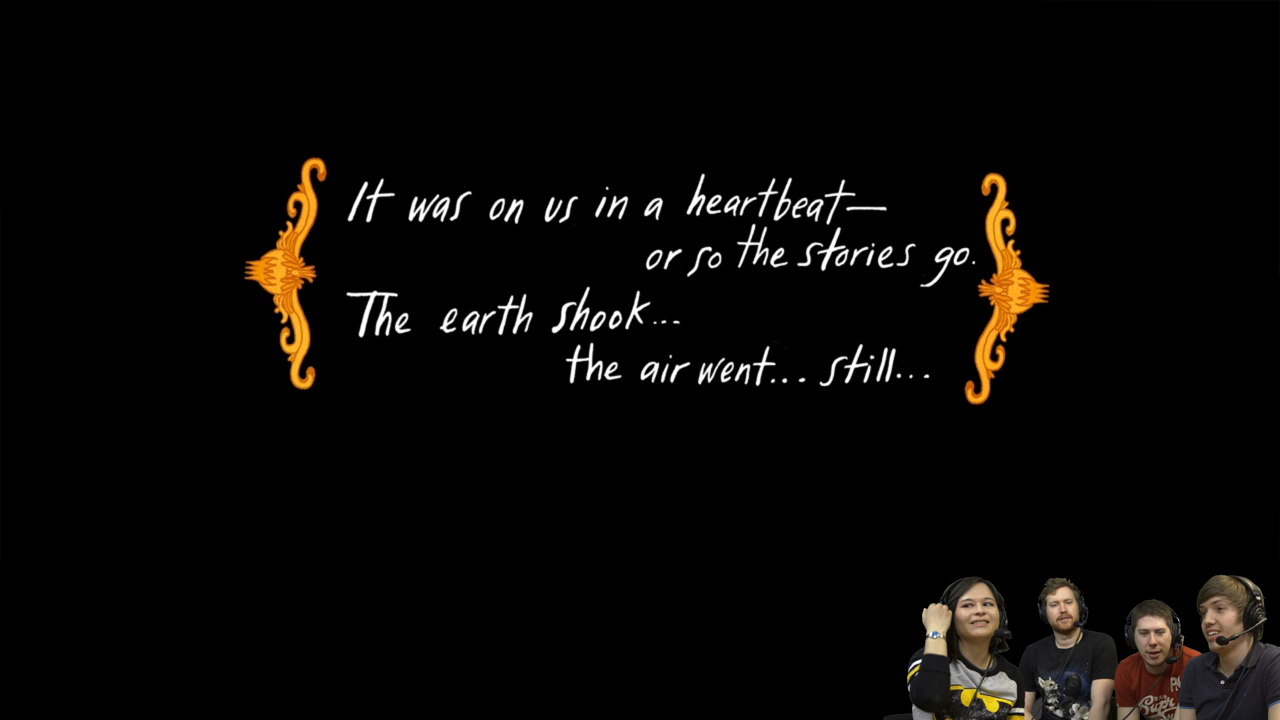 It was on us in a heartbeat—
or so the stories go.
The earth shook...
the air went... still...